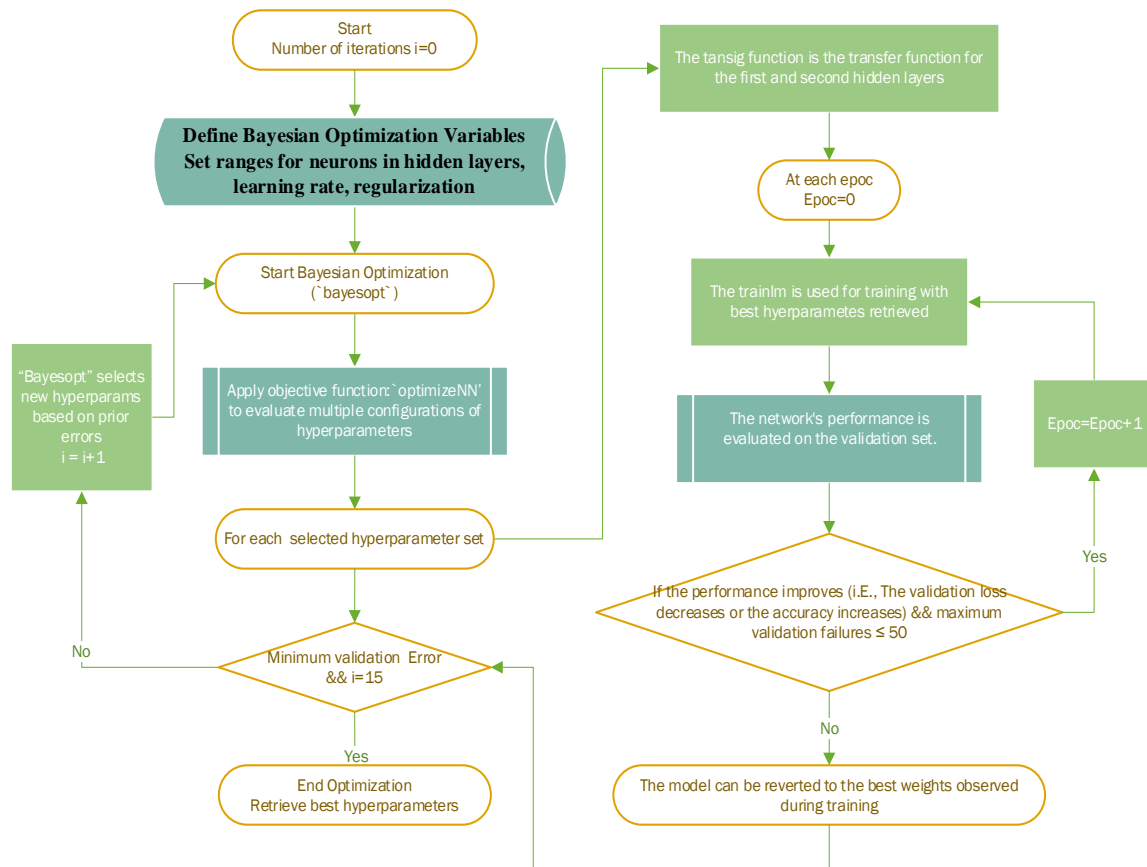 Start
Number of iterations i=0
Define Bayesian Optimization Variables
Set ranges for neurons in hidden layers,
learning rate, regularization
Start Bayesian Optimization
(`bayesopt`)
“Bayesopt” selects
new hyperparams
based on prior
errors
i = i+1
Apply objective function:`optimizeNN’
to evaluate multiple configurations of
hyperparameters
For each selected hyperparameter set
No
Minimum validation Error
&& i=15
Yes
End Optimization
Retrieve best hyperparameters
The tansig function is the transfer function for
the first and second hidden layers
At each epoc
Epoc=0
The trainlm is used for training with
best hyerparametes retrieved
The network's performance is
evaluated on the validation set.
Epoc=Epoc+1
Yes
If the performance improves (i.E., The validation loss
decreases or the accuracy increases) && maximum
validation failures ≤ 50
No
The model can be reverted to the best weights observed
during training